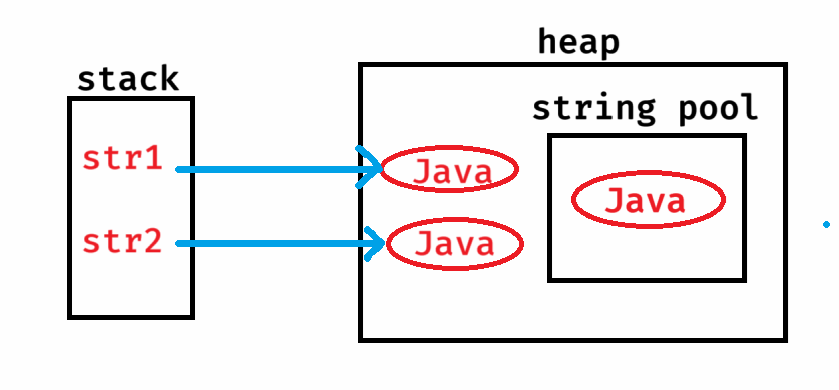 heap
stack
string pool
str1
Java
Java
str2
Java